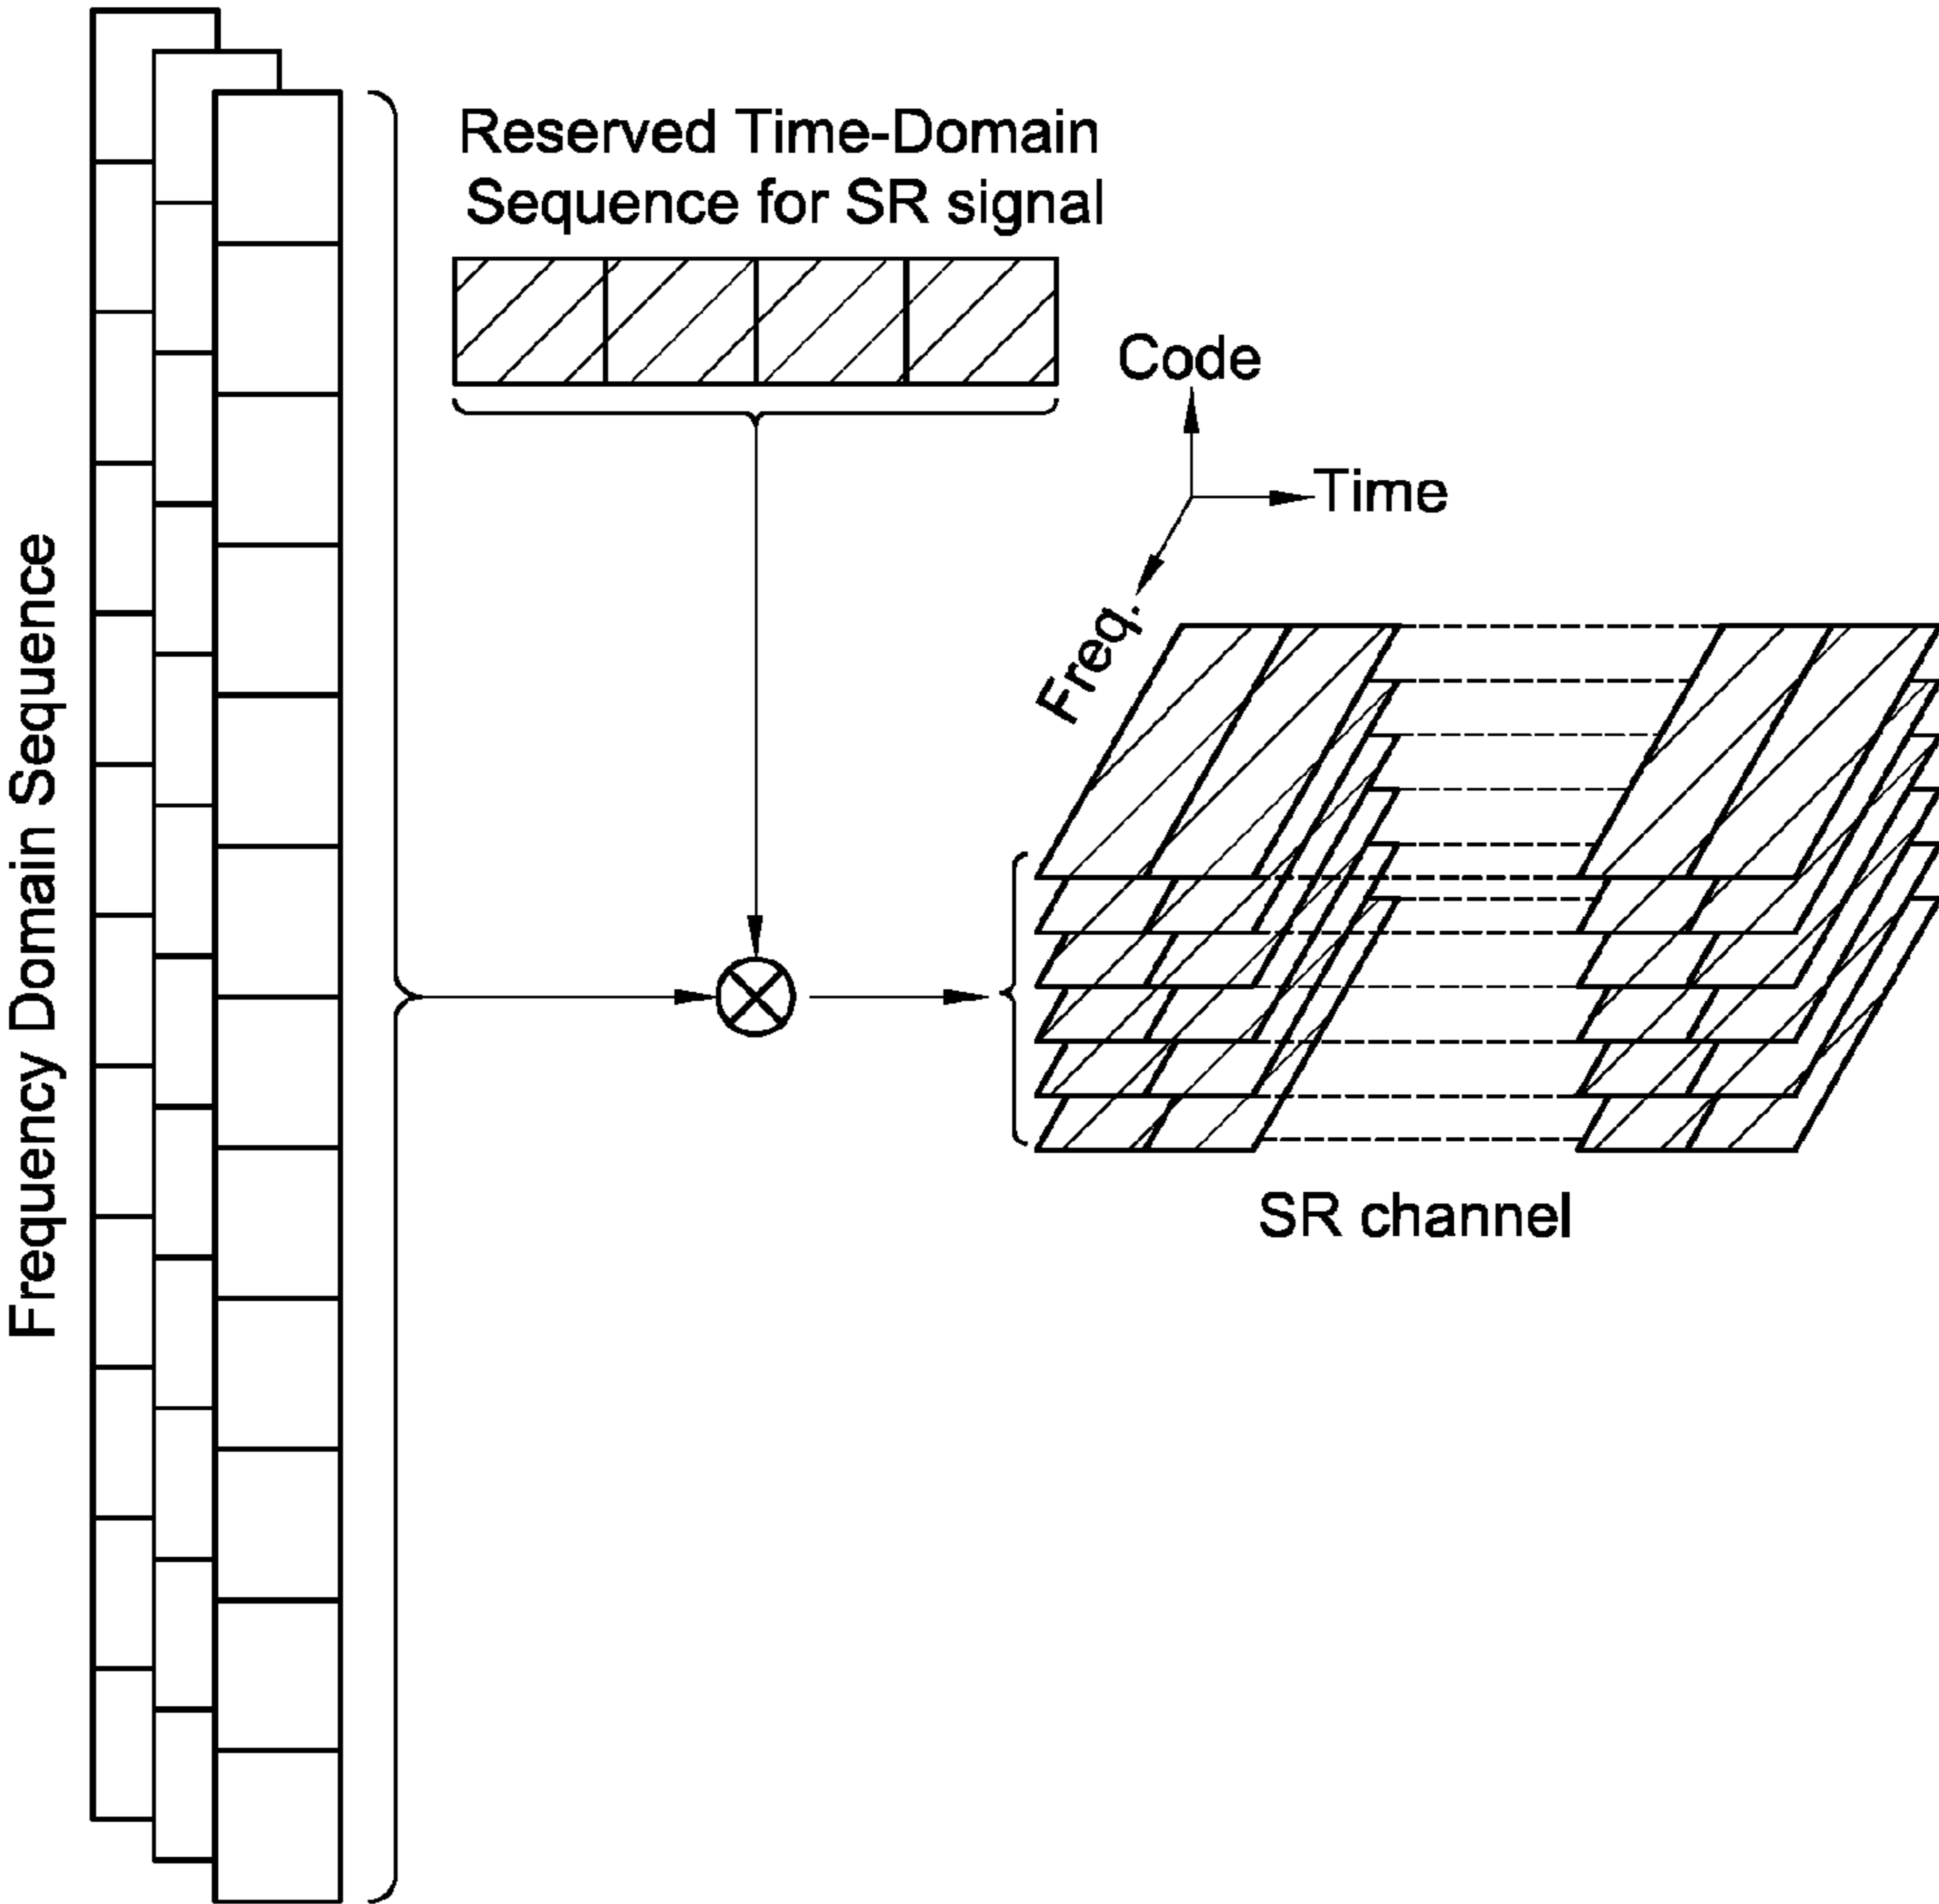 Frequency Domain Sequence
Reserved Time-Domain
Sequence for SR signal
Code
Time
Freq.
SR channel